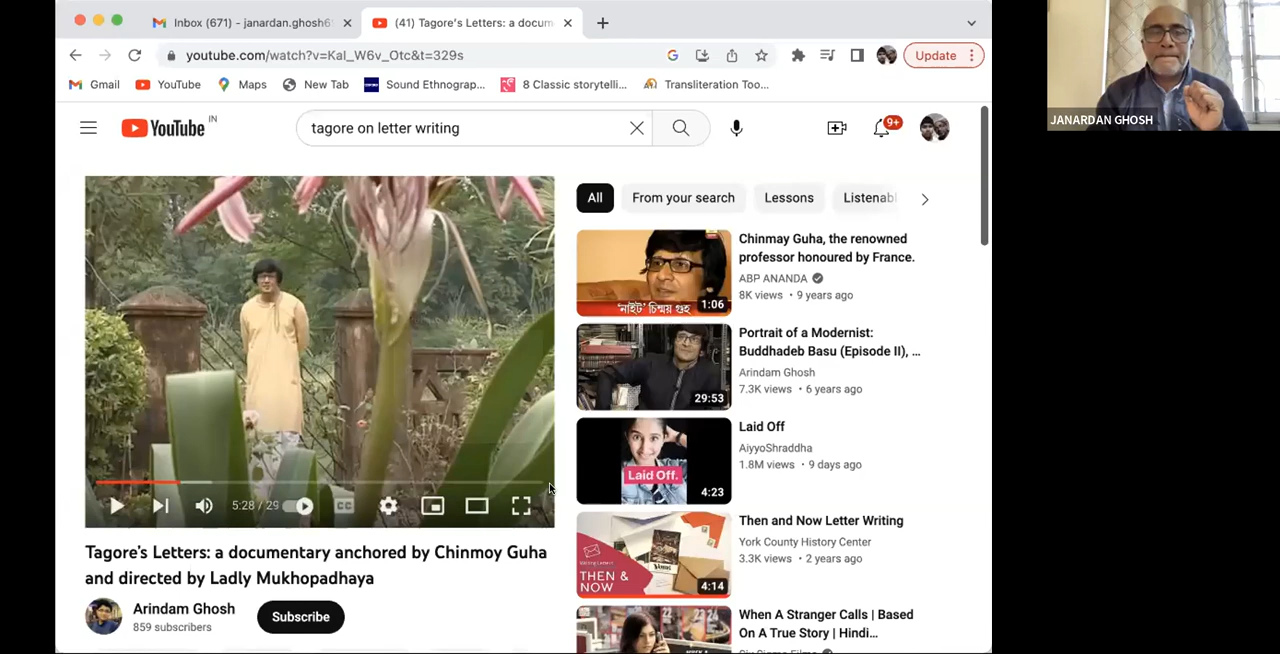 Inbox (671) - janardan.ghosh6
(41) Tagore's Letters: a docum
youtube.com/watch?v=Kal_W6v_Otc&t=329s
Update
Gmail
YouTube
Maps
New Tab
Sound Ethnograp...
8 Classic storytelli...
Transliteration Too...
YouTube IN
tagore on letter writing
9+
All
From your search
Lessons
Listenabl
Chinmay Guha, the renowned
professor honoured by France.
ABP ANANDA
8K views • 9 years ago
'নাইট' চিন্ময় গুহ
1:06
Portrait of a Modernist:
Buddhadeb Basu (Episode II), ...
Arindam Ghosh
7.3K views • 6 years ago
29:53
Laid Off
AiyyoShraddha
1.8M views • 9 days ago
Laid Off.
4:23
Then and Now Letter Writing
York County History Center
3.3K views • 2 years ago
THEN &
NOW
4:14
When A Stranger Calls | Based
On A True Story | Hindi...
5:28 / 29
CC
Tagore's Letters: a documentary anchored by Chinmoy Guha
and directed by Ladly Mukhopadhaya
Arindam Ghosh
859 subscribers
Subscribe
JANARDAN GHOSH